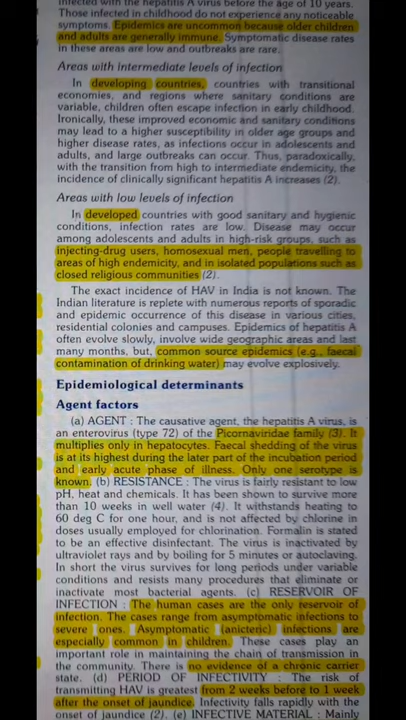 infected with the hepatitis A virus before the age of 10 years.
Those infected in childhood do not experience any noticeable
symptoms. Epidemics are uncommon because older children
and adults are generally immune. Symptomatic disease rates
in these areas are low and outbreaks are rare.
Areas with intermediate levels of infection
In developing countries, countries with transitional
economies, and regions where sanitary conditions are
variable, children often escape infection in early childhood.
Ironically, these improved economic and sanitary conditions
may lead to a higher susceptibility in older age groups and
higher disease rates, as infections occur in adolescents and
adults, and large outbreaks can occur. Thus, paradoxically,
with the transition from high to intermediate endemicity, the
incidence of clinically significant hepatitis A increases (2).
Areas with low levels of infection
In developed countries with good sanitary and hygienic
conditions, infection rates are low. Disease may occur
among adolescents and adults in high-risk groups, such as
injecting-drug users, homosexual men, people travelling to
areas of high endemicity, and in isolated populations such as
closed religious communities (2).
The exact incidence of HAV in India is not known. The
Indian literature is replete with numerous reports of sporadic
and epidemic occurrence of this disease in various cities,
residential colonies and campuses. Epidemics of hepatitis A
often evolve slowly, involve wide geographic areas and last
many months, but, common source epidemics (e.g., faecal
contamination of drinking water) may evolve explosively.
Epidemiological determinants
Agent factors
(a) AGENT : The causative agent, the hepatitis A virus, is
an enterovirus (type 72) of the Picornaviridae family (3). It
multiplies only in hepatocytes. Faecal shedding of the virus
is at its highest during the later part of the incubation period
and early acute phase of illness. Only one serotype is
known. (b) RESISTANCE : The virus is fairly resistant to low
pH, heat and chemicals. It has been shown to survive more
than 10 weeks in well water (4). It withstands heating to
60 deg C for one hour, and is not affected by chlorine in
doses usually employed for chlorination. Formalin is stated
to be an effective disinfectant. The virus is inactivated by
ultraviolet rays and by boiling for 5 minutes or autoclaving.
In short the virus survives for long periods under variable
conditions and resists many procedures that eliminate or
inactivate most bacterial agents. (c) RESERVOIR OF
INFECTION : The human cases are the only reservoir of
infection. The cases range from asymptomatic infections to
severe ones. Asymptomatic (anicteric) infections are
especially common in children. These cases play an
important role in maintaining the chain of transmission in
the community. There is no evidence of a chronic carrier
state. (d) PERIOD OF INFECTIVITY : The risk of
transmitting HAV is greatest from 2 weeks before to 1 week
after the onset of jaundice. Infectivity falls rapidly with the
onset of jaundice (2). (e) INFECTIVE MATERIAL : Mainly